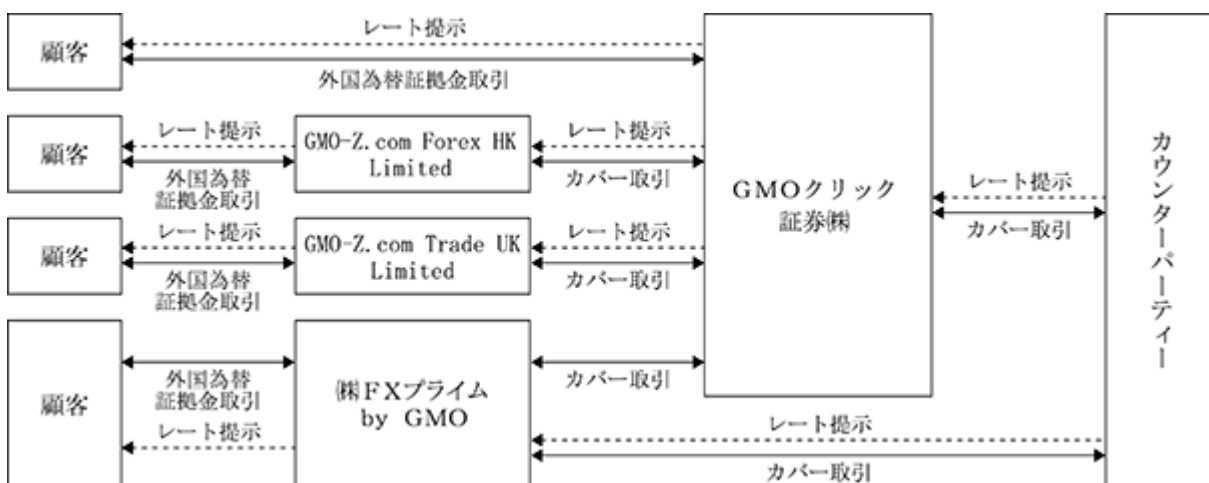 レート提示
顧客
外国為替証拠金取引
レート提示
GMO-Z.com Forex HK
Limited
レート提示
顧客
外国為替
証拠金取引
カバー取引
GMOクリック
証券㈱
レート提示
カバー取引
カウンターパーティー
レート提示
GMO-Z.com Trade UK
Limited
レート提示
顧客
外国為替
証拠金取引
カバー取引
顧客
外国為替
証拠金取引
レート提示
㈱FXプライム
by GMO
カバー取引
レート提示
カバー取引